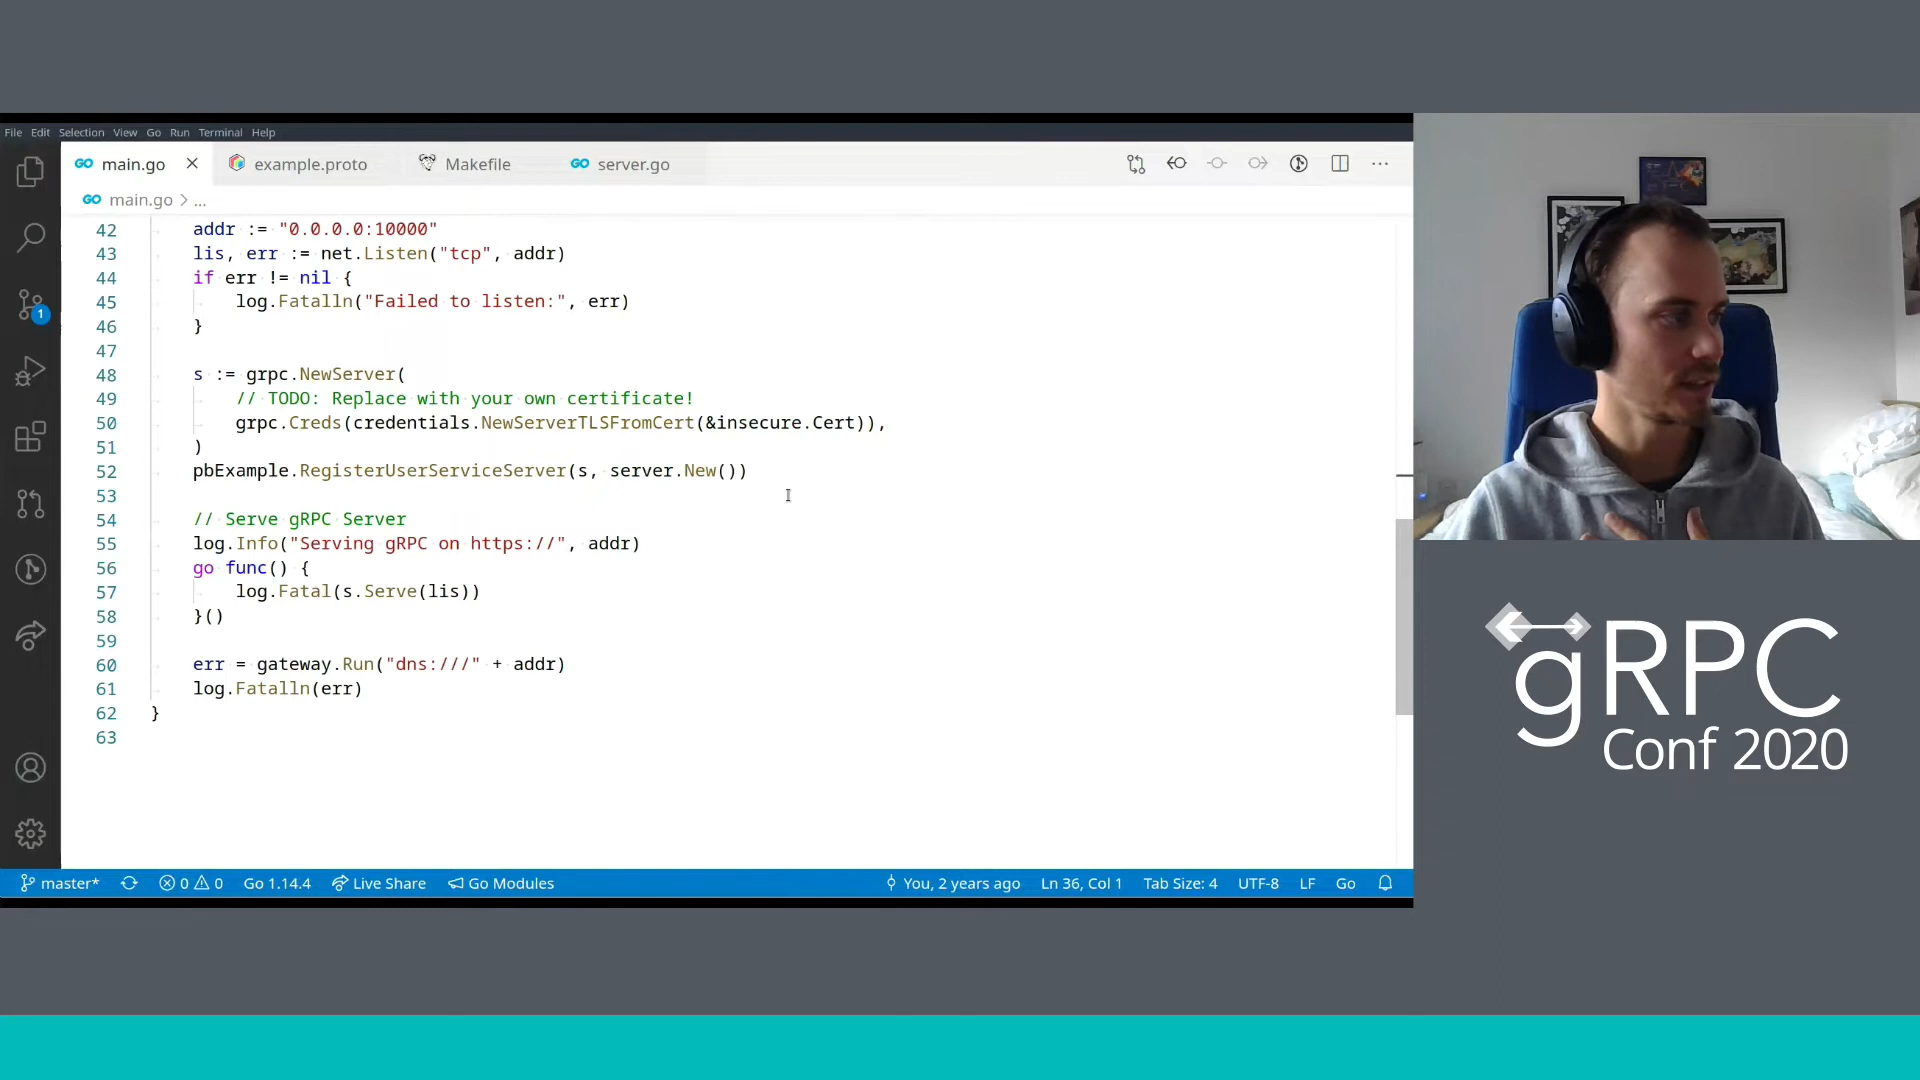 File Edit Selection View Go Run Terminal Help
GO main.go example.proto Makefile GO server.go
GO main.go > ...
42 addr := "0.0.0.0:10000"
43 lis, err := net.Listen("tcp", addr)
44 if err != nil {
45 log.Fatalln("Failed to listen:", err)
46 }
47
48 s := grpc.NewServer(
49 // TODO: Replace with your own certificate!
50 grpc.Creds(credentials.NewServerTLSFromCert(&insecure.Cert)),
51 )
52 pbExample.RegisterUserServiceServer(s, server.New())
53
54 // Serve gRPC Server
55 log.Info("Serving gRPC on https://", addr)
56 go func() {
57 log.Fatal(s.Serve(lis))
58 }()
59
60 err = gateway.Run("dns:///" + addr)
61 log.Fatalln(err)
62 }
63
1
master* 0 0 Go 1.14.4 Live Share Go Modules You, 2 years ago Ln 36, Col 1 Tab Size: 4 UTF-8 LF Go
gRPC
Conf 2020